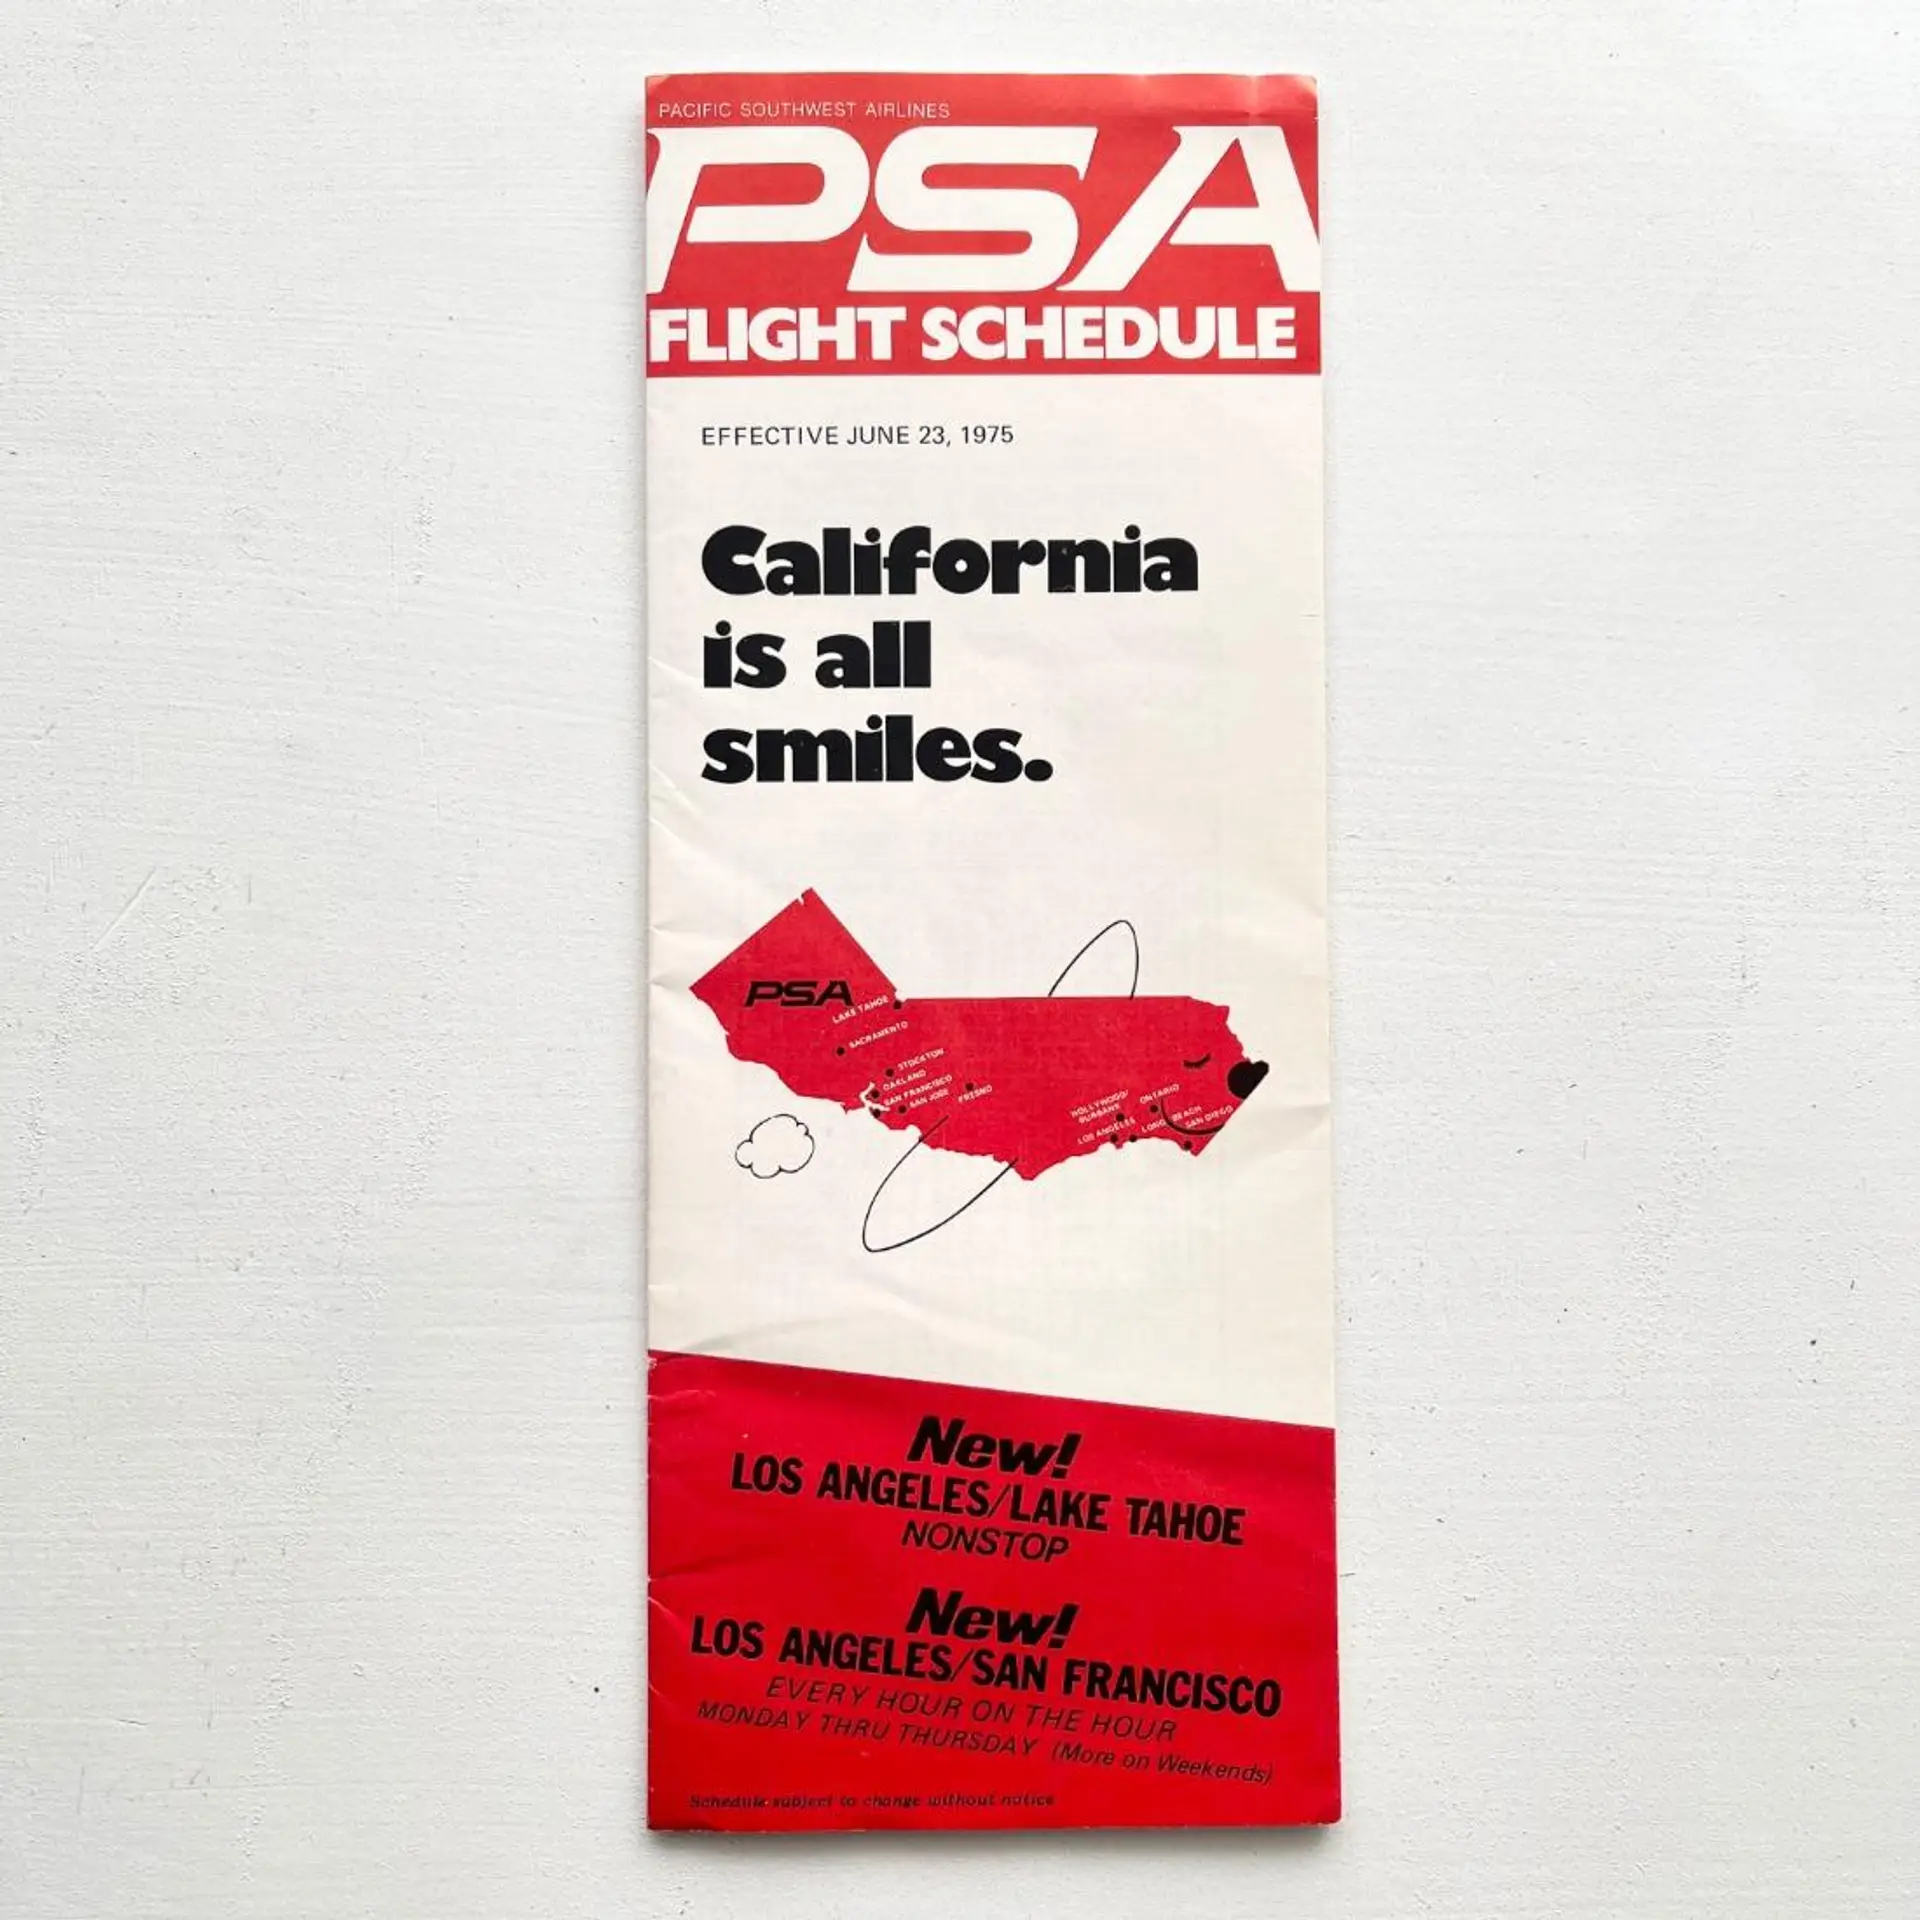 PACIFIC SOUTHWEST AIRLINES
PSA
FLIGHT SCHEDULE
EFFECTIVE JUNE 23, 1975
California
is all
smiles.
PSA
LAKE TAHOE
SACRAMENTO
STOCKTON
OAKLAND
SAN FRANCISCO
SAN JOSE
FRESNO
HOLLYWOOD/
BURBANK
ONTARIO
LOS ANGELES
LONG BEACH
SAN DIEGO
New!
LOS ANGELES/LAKE TAHOE
NONSTOP
New!
LOS ANGELES/SAN FRANCISCO
EVERY HOUR ON THE HOUR
MONDAY THRU THURSDAY (More on Weekends)
Schedule subject to change without notice